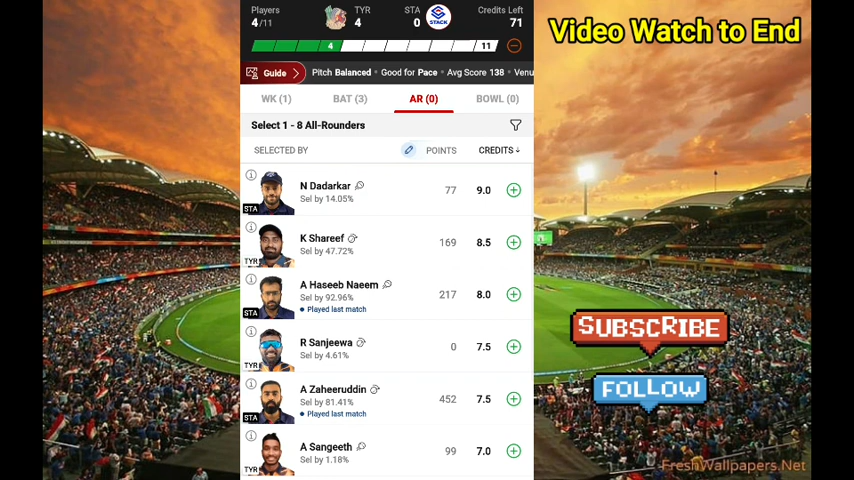 Players
4/11
TYR
4
STA
0
STACK
Credits Left
71
4
11
Guide
Pitch Balanced • Good for Pace • Avg Score 138 • Venu
WK (1)
BAT (3)
AR (0)
BOWL (0)
Select 1 - 8 All-Rounders
SELECTED BY
POINTS
CREDITS↓
N Dadarkar
Sel by 14.05%
77
9.0
STA
K Shareef
Sel by 47.72%
169
8.5
TYR
A Haseeb Naeem
Sel by 92.96%
Played last match
217
8.0
STA
R Sanjeewa
Sel by 4.61%
0
7.5
TYR
A Zaheeruddin
Sel by 81.41%
Played last match
452
7.5
STA
A Sangeeth
Sel by 1.18%
99
7.0
TYR
Video Watch to End
SUBSCRIBE
FOLLOW
FreshWallpapers.Net